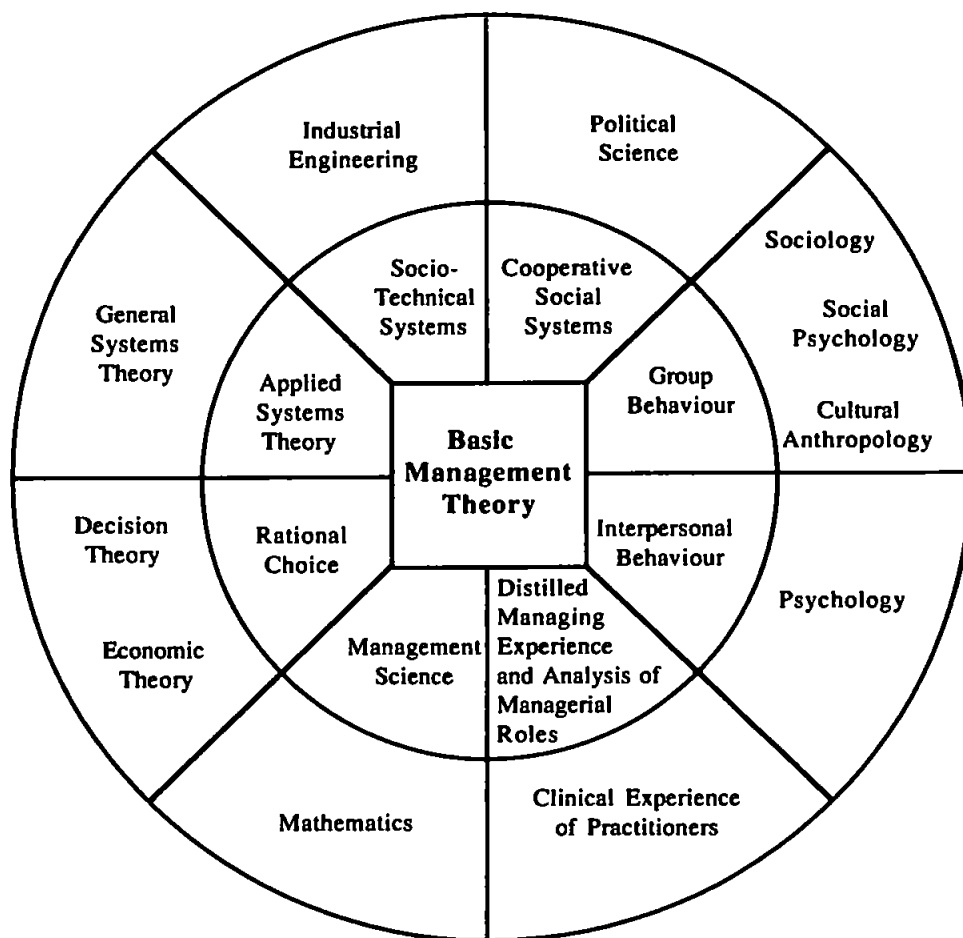 Industrial
Engineering
Political
Science
Sociology
Social
Psychology
Cultural
Anthropology
General
Systems
Theory
Socio-
Technical
Systems
Cooperative
Social
Systems
Applied
Systems
Theory
Group
Behaviour
Basic
Management
Theory
Decision
Theory
Rational
Choice
Interpersonal
Behaviour
Psychology
Economic
Theory
Management
Science
Distilled
Managing
Experience
and Analysis of
Managerial
Roles
Mathematics
Clinical Experience
of Practitioners